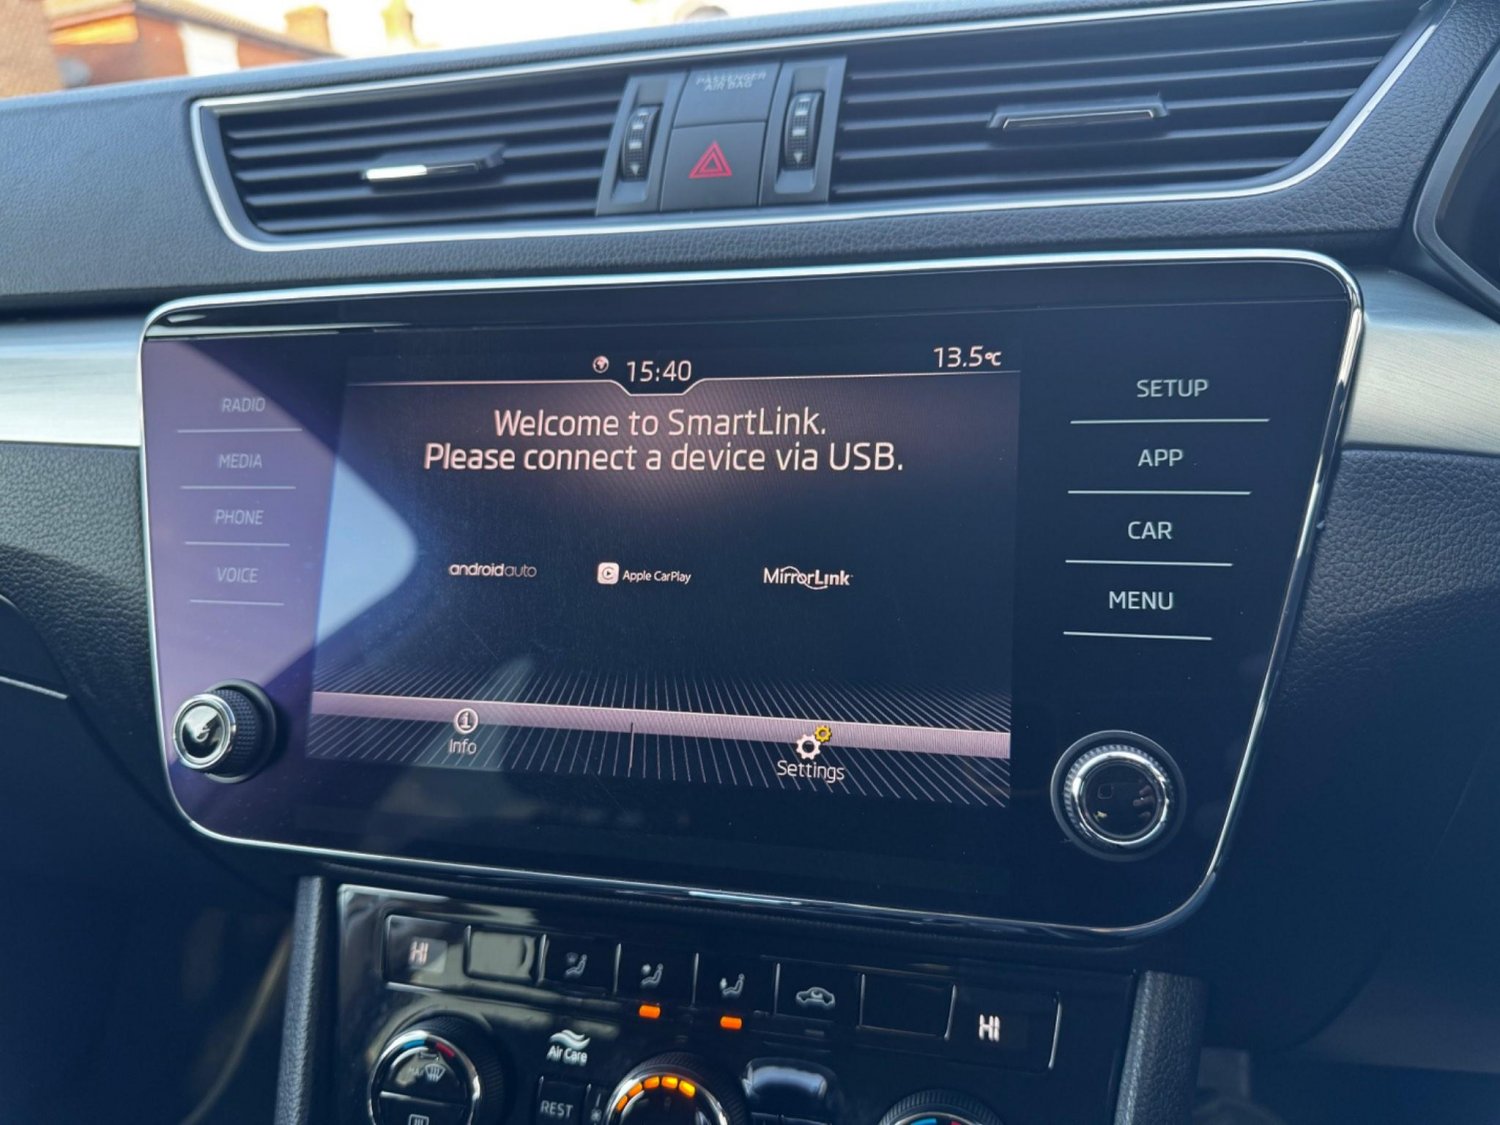 PASSENGER
AIR BAG
15:40
13.5°C
Welcome to SmartLink.
Please connect a device via USB.
androidauto
Apple CarPlay
MirrorLink
Info
Settings
RADIO
MEDIA
PHONE
VOICE
SETUP
APP
CAR
MENU
HI
HI
Air Care
MAX
REST